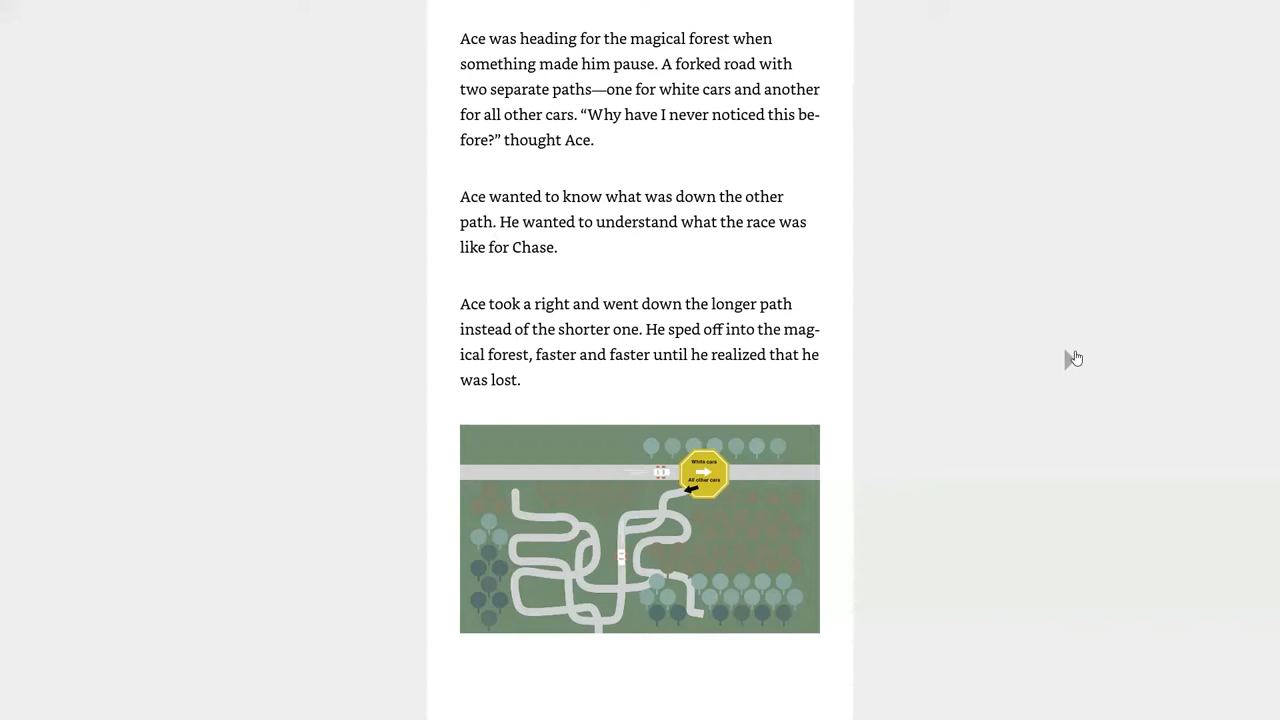 Ace was heading for the magical forest when
something made him pause. A forked road with
two separate paths—one for white cars and another
for all other cars. “Why have I never noticed this be-
fore?” thought Ace.
Ace wanted to know what was down the other
path. He wanted to understand what the race was
like for Chase.
Ace took a right and went down the longer path
instead of the shorter one. He sped off into the mag-
ical forest, faster and faster until he realized that he
was lost.
White cars
All other cars